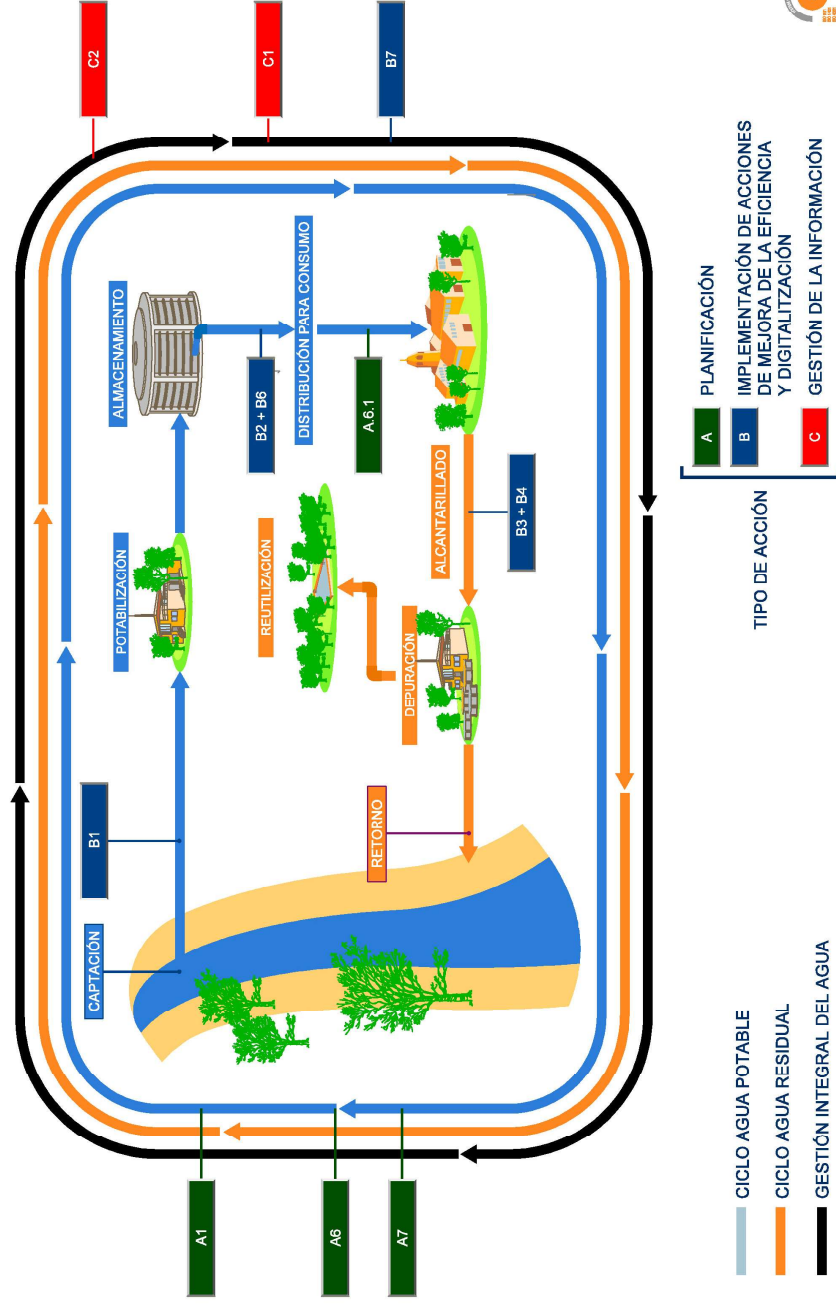 C2
C1
B7
ALMACENAMIENTO
POTABILIZACIÓN
B1
CAPTACIÓN
B2 + B6
DISTRIBUCIÓN PARA CONSUMO
A.6.1
REUTILIZACIÓN
ALCANTARILLADO
B3 + B4
DEPURACIÓN
RETORNO
A1
A6
A7
CICLO AGUA POTABLE
CICLO AGUA RESIDUAL
GESTIÓN INTEGRAL DEL AGUA
TIPO DE ACCIÓN
A
PLANIFICACIÓN
B
IMPLEMENTACIÓN DE ACCIONES
DE MEJORA DE LA EFICIENCIA
Y DIGITALITZACIÓN
C
GESTIÓN DE LA INFORMACIÓN